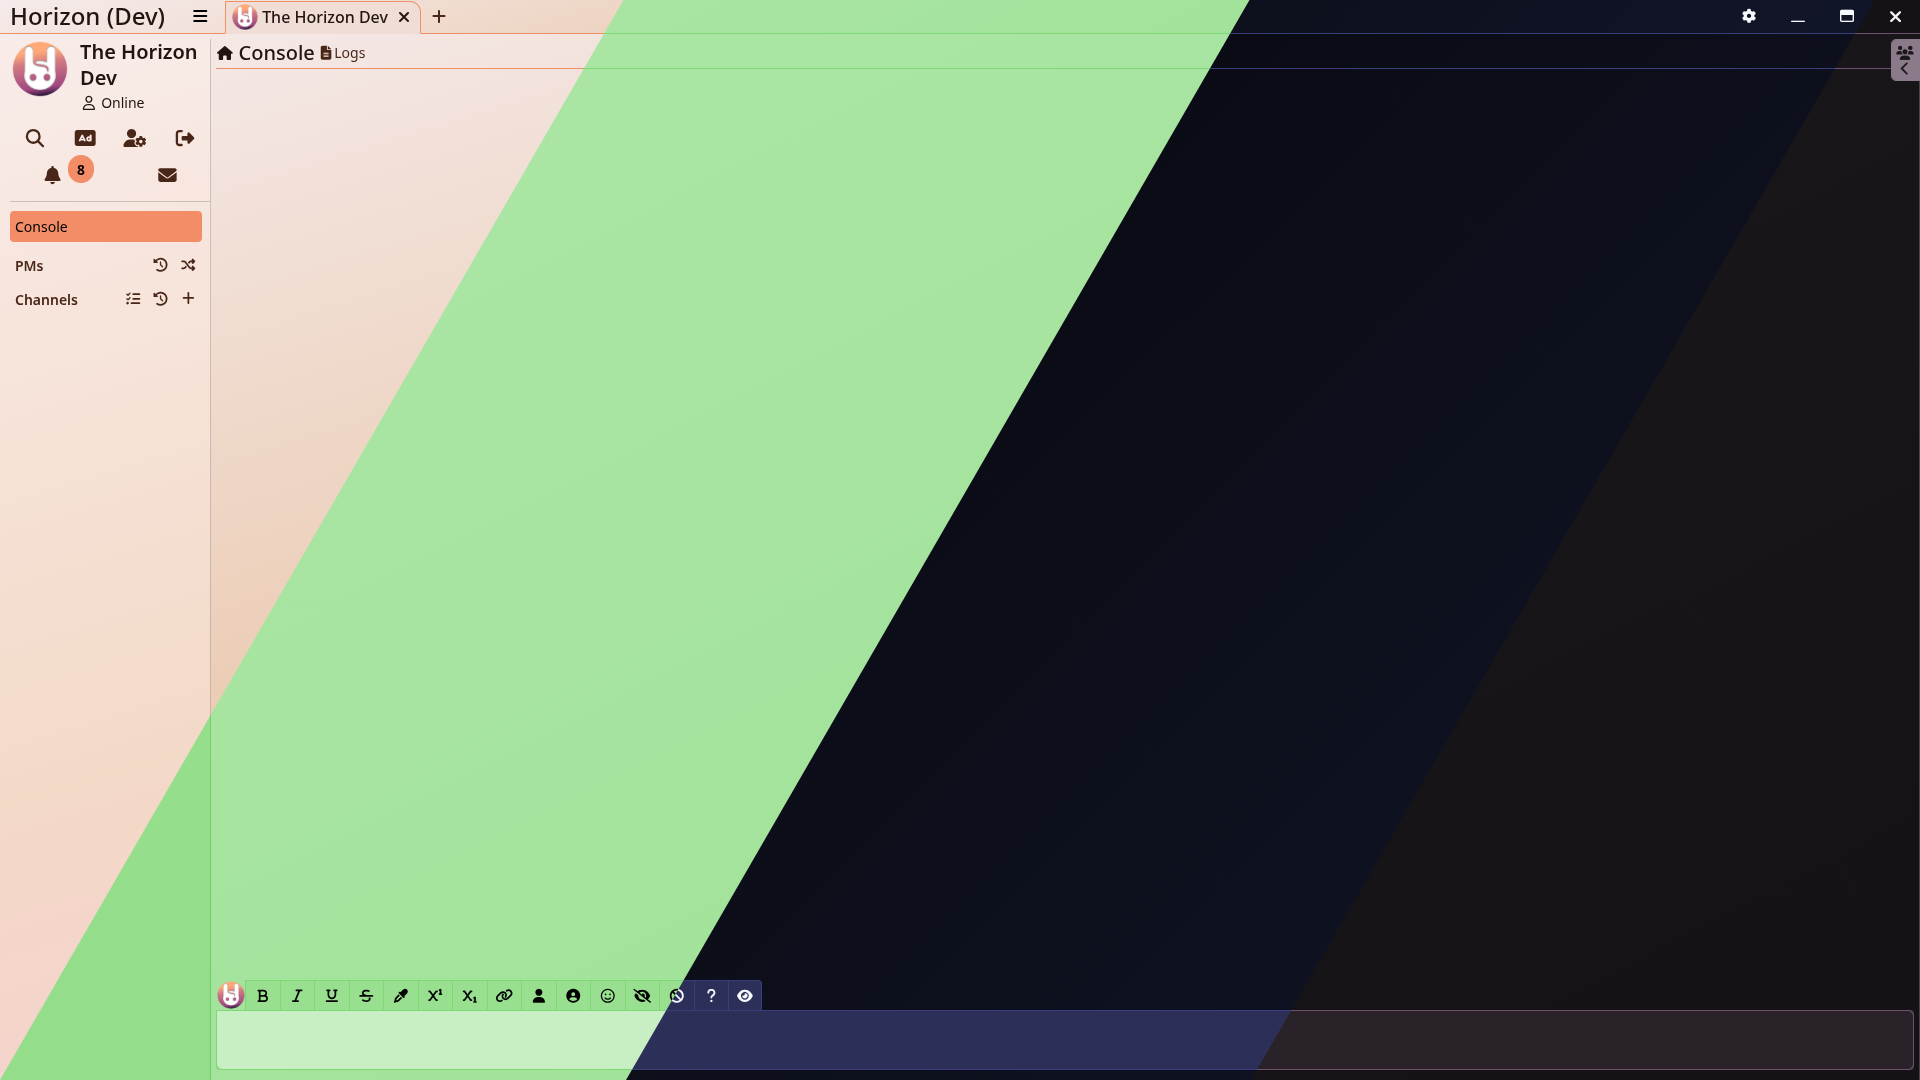 Horizon (Dev)
The Horizon Dev
The Horizon
Dev
Online
Console
Logs
Ad
8
Console
PMs
Channels
B I U S X¹ X₁ ?